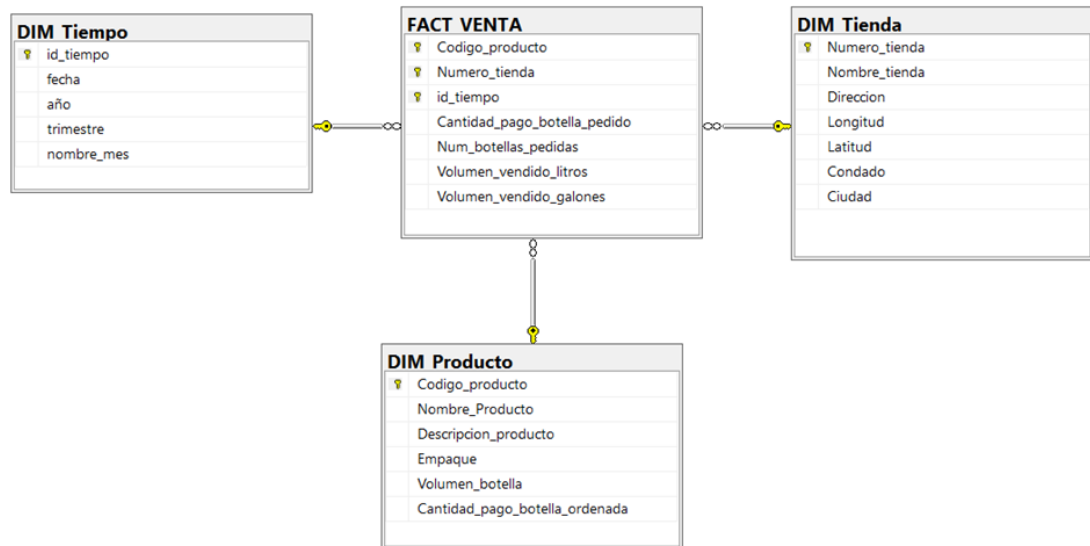 DIM Tiempo
id_tiempo
fecha
año
trimestre
nombre_mes
FACT VENTA
Codigo_producto
Numero_tienda
id_tiempo
Cantidad_pago_botella_pedido
Num_botellas_pedidas
Volumen_vendido_litros
Volumen_vendido_galones
DIM Tienda
Numero_tienda
Nombre_tienda
Direccion
Longitud
Latitud
Condado
Ciudad
DIM Producto
Codigo_producto
Nombre_Producto
Descripcion_producto
Empaque
Volumen_botella
Cantidad_pago_botella_ordenada